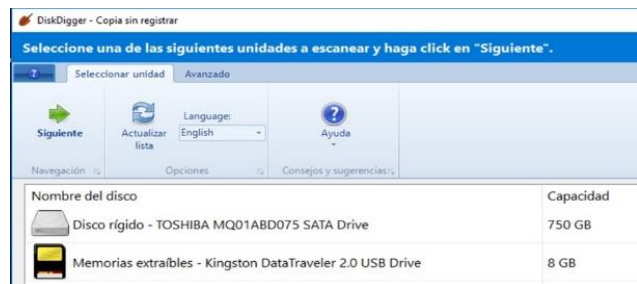 DiskDigger - Copia sin registrar
Seleccione una de las siguientes unidades a escanear y haga click en "Siguiente".
? Seleccionar unidad Avanzado
Siguiente
Actualizar lista
Language:
English
? Ayuda
Navegación Opciones Consejos y sugerencias
Nombre del disco Capacidad
Disco rígido - TOSHIBA MQ01ABD075 SATA Drive 750 GB
Memorias extraíbles - Kingston DataTraveler 2.0 USB Drive 8 GB